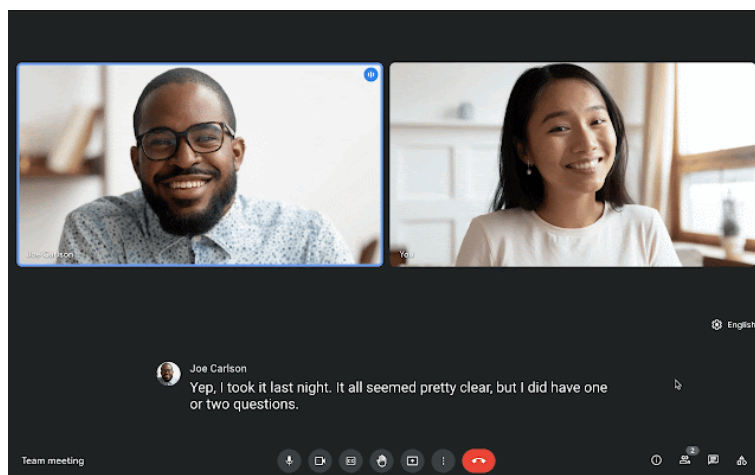 Joe Carlson
You
English
Joe Carlson
Yep, I took it last night. It all seemed pretty clear, but I did have one
or two questions.
Team meeting
2